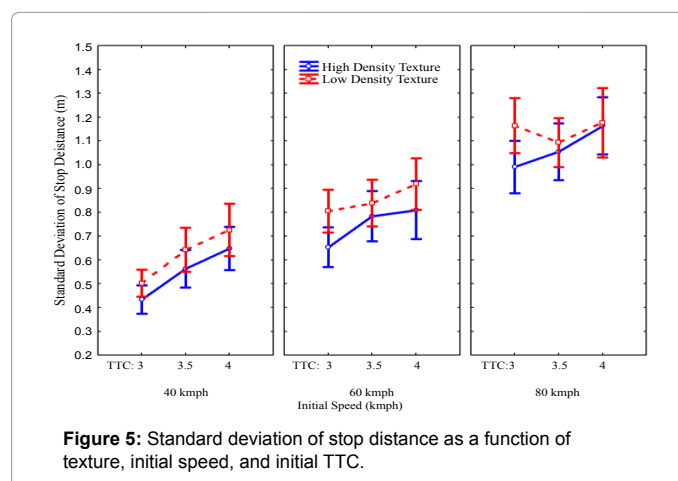 1.5
1.4
1.3
1.2
1.1
1.0
0.9
0.8
0.7
0.6
0.5
0.4
0.3
0.2
Standard Deviation of Stop Deistance (m)
High Density Texture
Low Density Texture
TTC: 3 3.5 4 TTC: 3 3.5 4 TTC:3 3.5 4
40 kmph 60 kmph 80 kmph
Initial Speed (kmph)
Figure 5: Standard deviation of stop distance as a function of
texture, initial speed, and initial TTC.